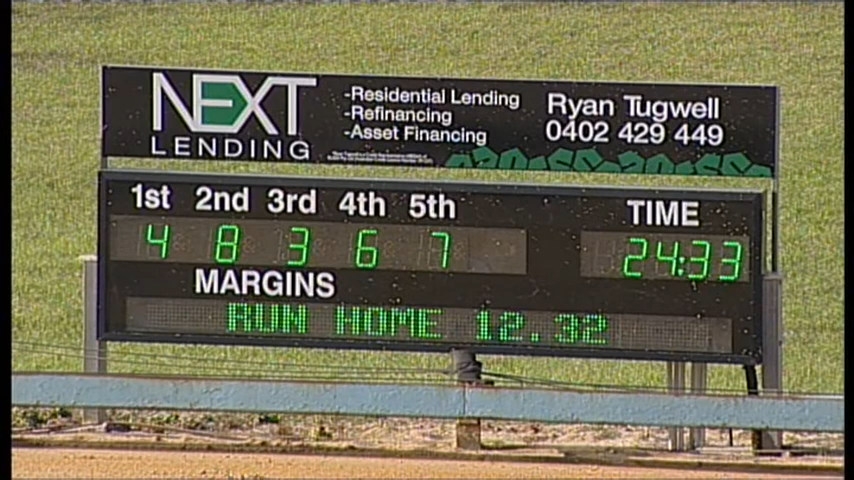 NEXT
LENDING
-Residential Lending
-Refinancing
-Asset Financing
Ryan Tugwell
0402 429 449
1st 2nd 3rd 4th 5th TIME
4 8 3 6 7 24:33
MARGINS
RUN HOME 12.32